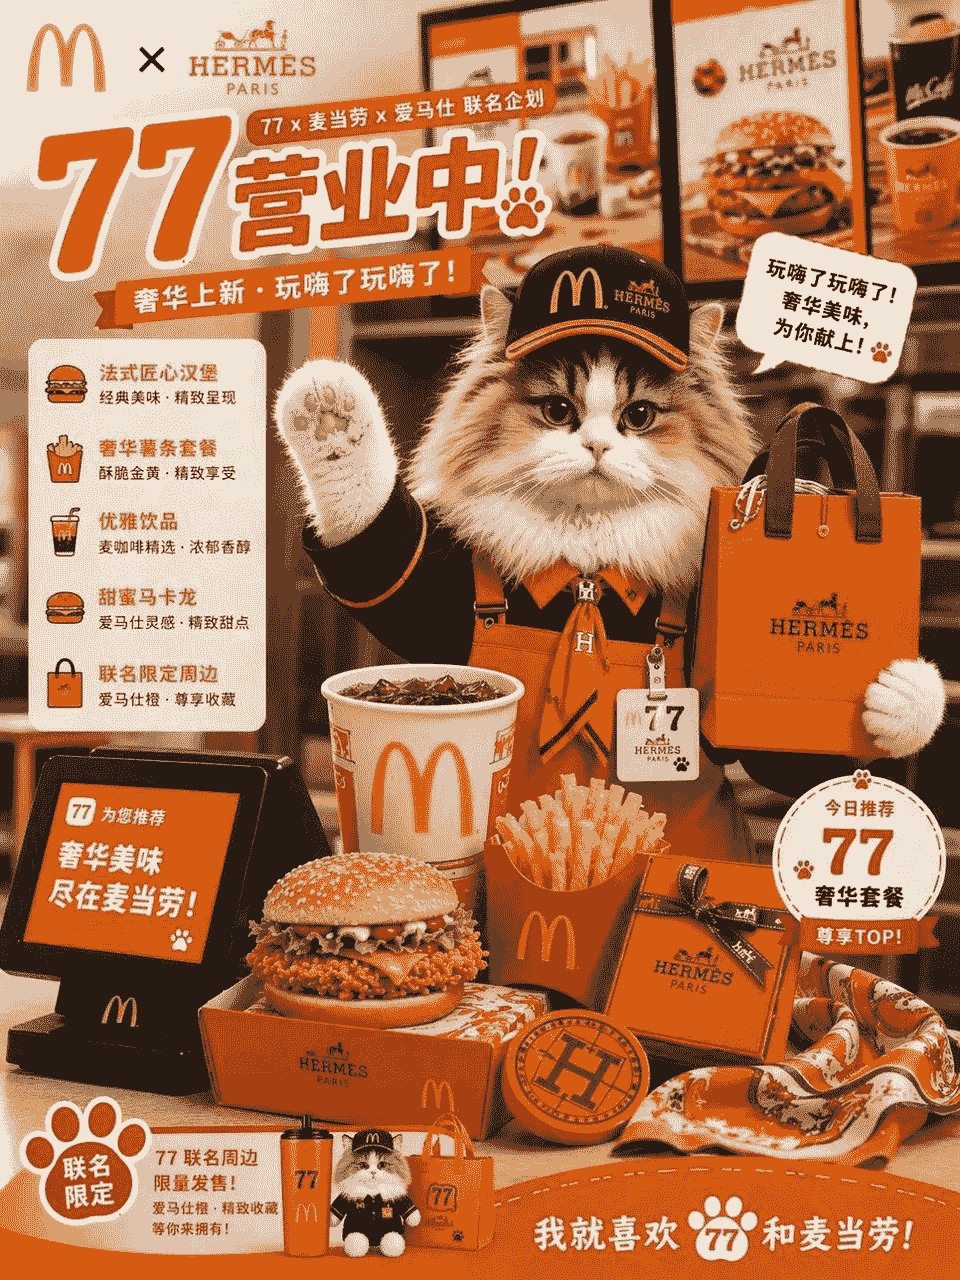 M × HERMÈS
PARIS
77 x 麦当劳 x 爱马仕 联名企划
77营业中!
奢华上新 · 玩嗨了玩嗨了!
HERMÈS
PARIS
McCafé
玩嗨了玩嗨了!
奢华美味,
为你献上!
M HERMÈS
PARIS
法式匠心汉堡
经典美味 · 精致呈现
奢华薯条套餐
酥脆金黄 · 精致享受
优雅饮品
麦咖啡精选 · 浓郁香醇
甜蜜马卡龙
爱马仕灵感 · 精致甜点
联名限定周边
爱马仕橙 · 尊享收藏
H
H
HERMÈS
PARIS
M 77
HERMÈS
PARIS
M
77 为您推荐
奢华美味
尽在麦当劳!
M
今日推荐
77
奢华套餐
尊享TOP!
M
HERMÈS
PARIS
HERMÈS
PARIS
M
H
联名
限定
77 联名周边
限量发售!
爱马仕橙 · 精致收藏
等你来拥有!
77
M
77
我就喜欢 77 和麦当劳!